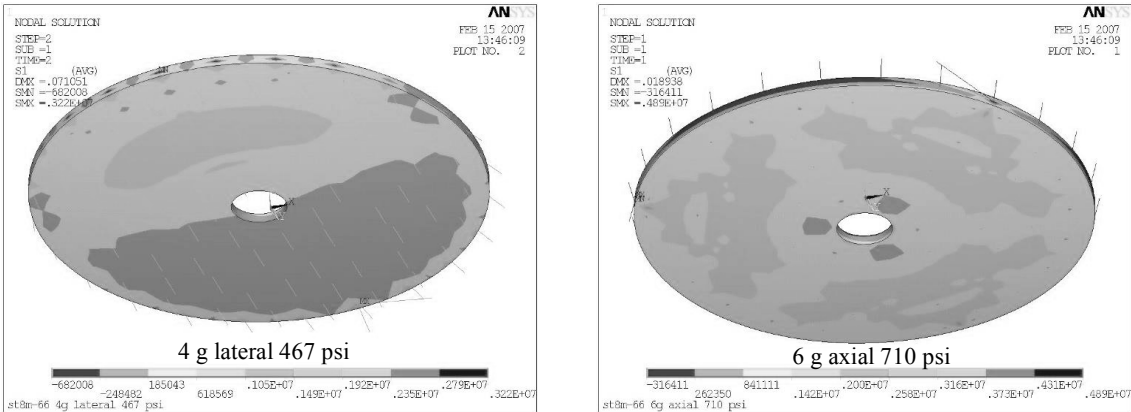 ANSYS
NODAL SOLUTION
STEP=2
SUB =1
TIME=2
S1 (AVG)
DMX =.071051
SMN =-682008
SMX =.322E+07
FEB 15 2007
13:46:09
PLOT NO. 2
MN
X
MX
4 g lateral 467 psi
-682008 185043 .105E+07 .192E+07 .279E+07
-248482 618569 .149E+07 .235E+07 .322E+07
st8m-66 4g lateral 467 psi
ANSYS
NODAL SOLUTION
STEP=1
SUB =1
TIME=1
S1 (AVG)
DMX =.018938
SMN =-316411
SMX =.489E+07
FEB 15 2007
13:46:09
PLOT NO. 1
MN
X
6 g axial 710 psi
-316411 841111 .200E+07 .316E+07 .431E+07
262350 .142E+07 .258E+07 .373E+07 .489E+07
st8m-66 6g axial 710 psi